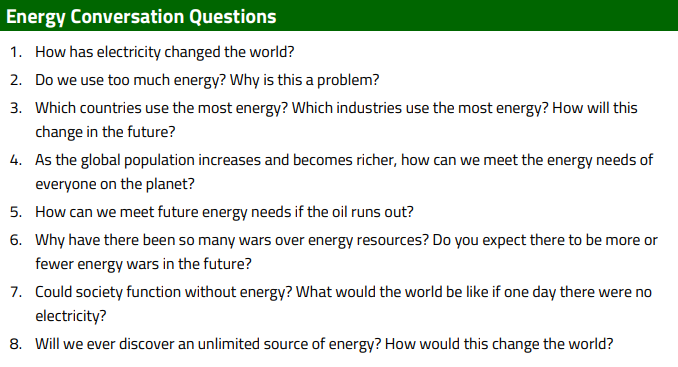 Energy Conversation Questions
1. How has electricity changed the world?
2. Do we use too much energy? Why is this a problem?
3. Which countries use the most energy? Which industries use the most energy? How will this
change in the future?
4. As the global population increases and becomes richer, how can we meet the energy needs of
everyone on the planet?
5. How can we meet future energy needs if the oil runs out?
6. Why have there been so many wars over energy resources? Do you expect there to be more or
fewer energy wars in the future?
7. Could society function without energy? What would the world be like if one day there were no
electricity?
8. Will we ever discover an unlimited source of energy? How would this change the world?